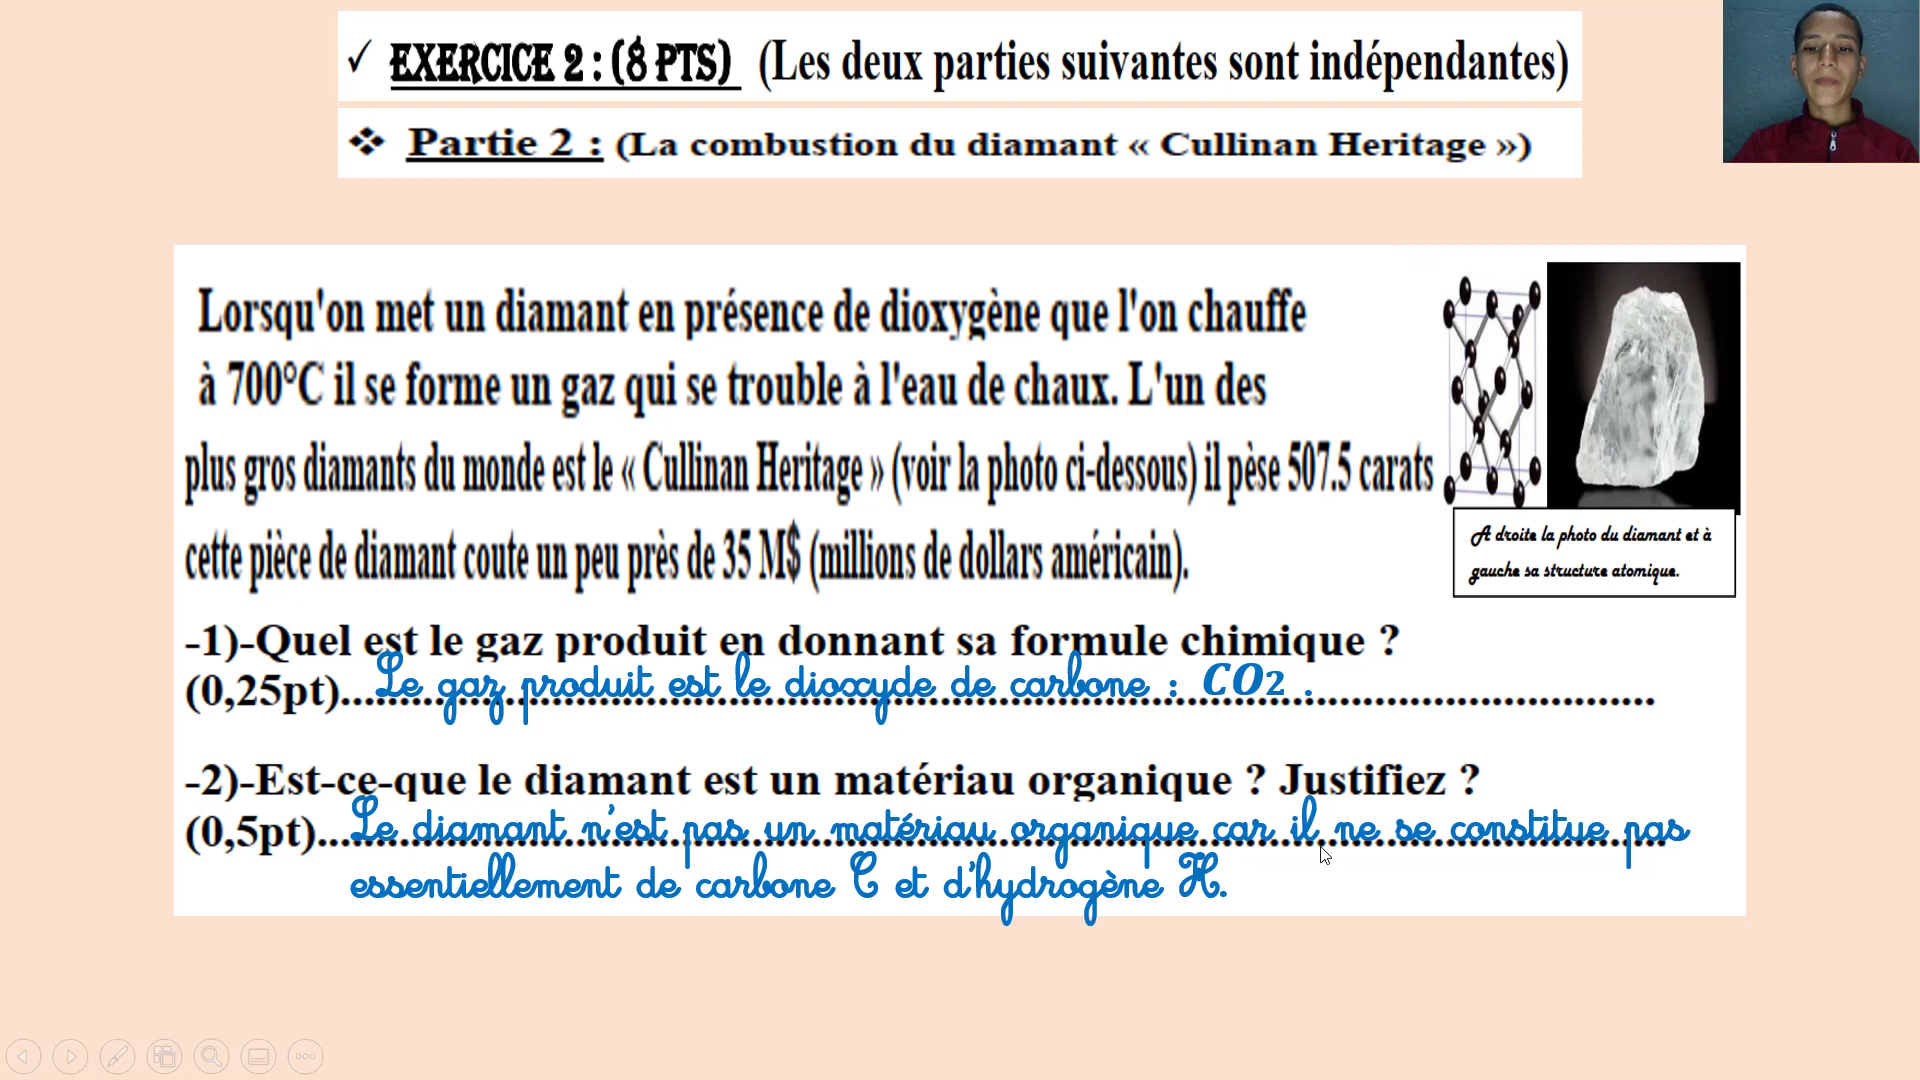 ✓ EXERCICE 2 : (8 PTS) (Les deux parties suivantes sont indépendantes)
❖ Partie 2 : (La combustion du diamant « Cullinan Heritage »)
Lorsqu'on met un diamant en présence de dioxygène que l'on chauffe
à 700°C il se forme un gaz qui se trouble à l'eau de chaux. L'un des
plus gros diamants du monde est le « Cullinan Heritage » (voir la photo ci-dessous) il pèse 507.5 carats
cette pièce de diamant coute un peu près de 35 M$ (millions de dollars américain).
A droite la photo du diamant et à
gauche sa structure atomique.
-1)-Quel est le gaz produit en donnant sa formule chimique ?
(0,25pt)... Le gaz produit est le dioxyde de carbone : CO2 .
-2)-Est-ce-que le diamant est un matériau organique ? Justifiez ?
(0,5pt)... Le diamant n'est pas un matériau organique car il ne se constitue pas
essentiellement de carbone C et d'hydrogène H.